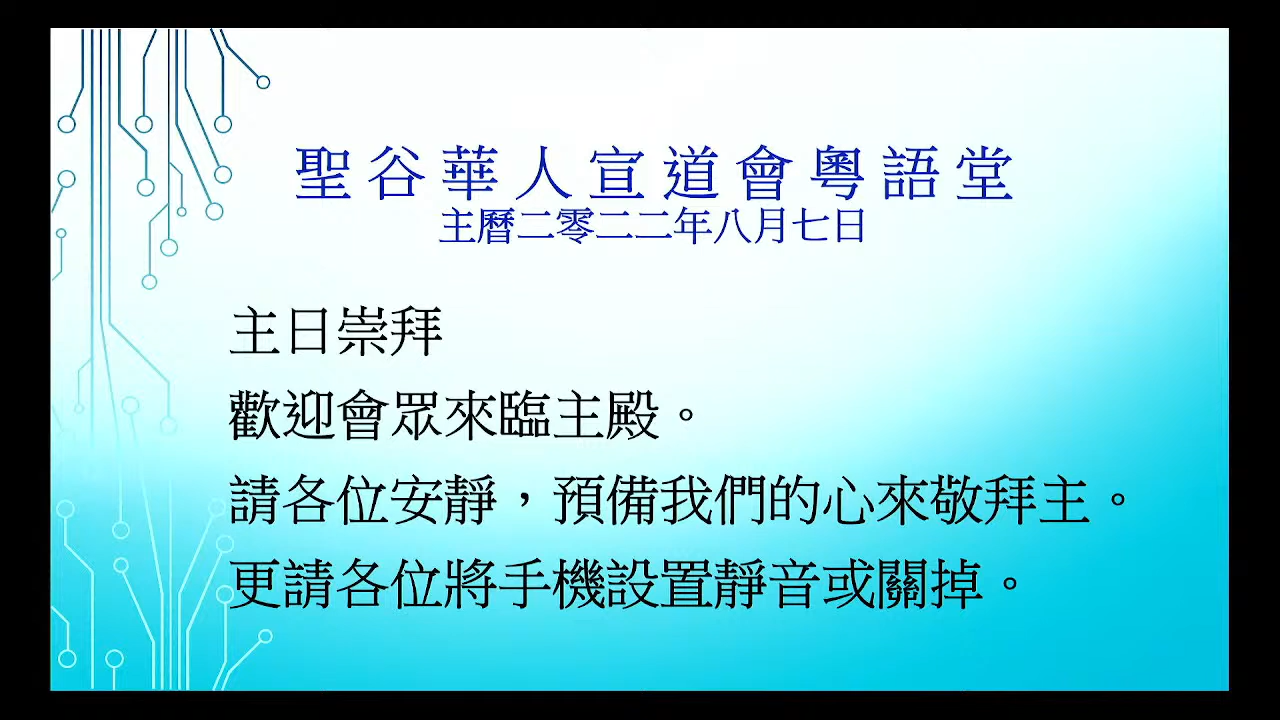 聖谷華人宣道會粵語堂
主曆二零二二年八月七日
主日崇拜
歡迎會眾來臨主殿。
請各位安靜，預備我們的心來敬拜主。
更請各位將手機設置靜音或關掉。